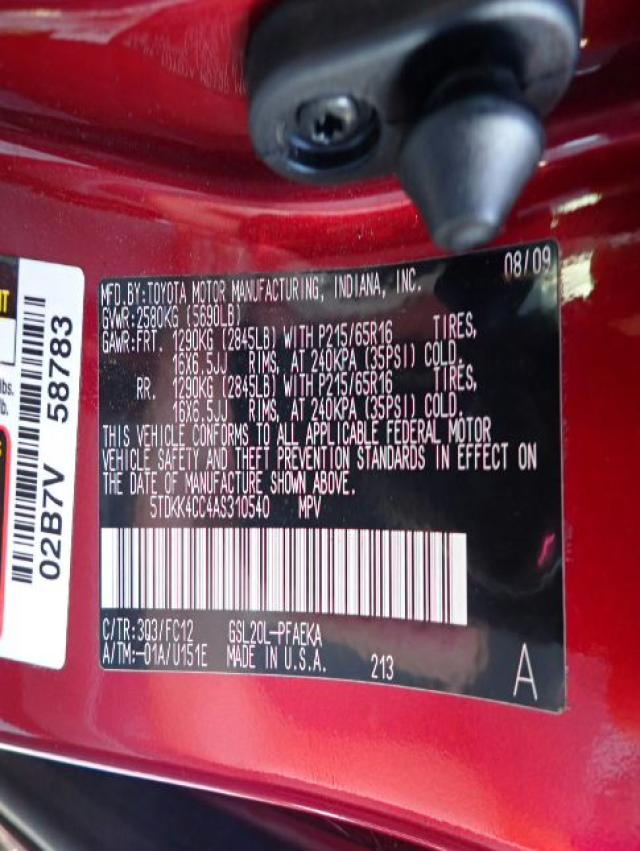 08/09
MFD.BY:TOYOTA MOTOR MANUFACTURING, INDIANA, INC.
GVWR:2580KG (5690LB)
GAWR:FRT. 1290KG (2845LB) WITH P215/65R16 TIRES,
16X6.5JJ RIMS, AT 240KPA (35PSI) COLD.
RR. 1290KG (2845LB) WITH P215/65R16 TIRES,
16X6.5JJ RIMS, AT 240KPA (35PSI) COLD.
THIS VEHICLE CONFORMS TO ALL APPLICABLE FEDERAL MOTOR
VEHICLE SAFETY AND THEFT PREVENTION STANDARDS IN EFFECT ON
THE DATE OF MANUFACTURE SHOWN ABOVE.
5TDKK4CC4AS310540 MPV
C/TR:3Q3/FC12 GSL20L-PFAEKA
A/TM:-01A/U151E MADE IN U.S.A. 213
A
02B7V 58783
lbs.